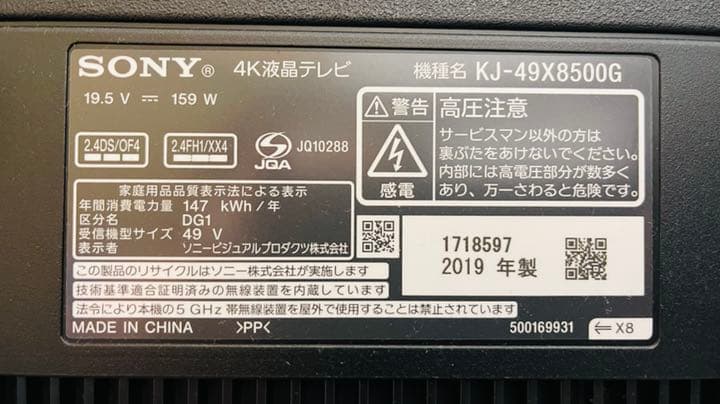 SONY® 4K液晶テレビ 機種名 KJ-49X8500G
19.5 V ⎓ 159 W
2.4DS/OF4
2.4FH1/XX4
JQA
JQ10288
⚠警告 高圧注意
感電
サービスマン以外の方は
裏ぶたをあけないでください。
内部には高電圧部分が数多く
あり、万一さわると危険です。
家庭用品品質表示法による表示
年間消費電力量 147 kWh/年
区分名 DG1
受信機型サイズ 49 V
表示者 ソニービジュアルプロダクツ株式会社
1718597
2019 年製
この製品のリサイクルはソニー株式会社が実施します
技術基準適合証明済みの無線装置を内蔵しています
法令により本機の5 GHz 帯無線装置を屋外で使用することは禁止されています
MADE IN CHINA >PP< 500169931 ⇐ X8